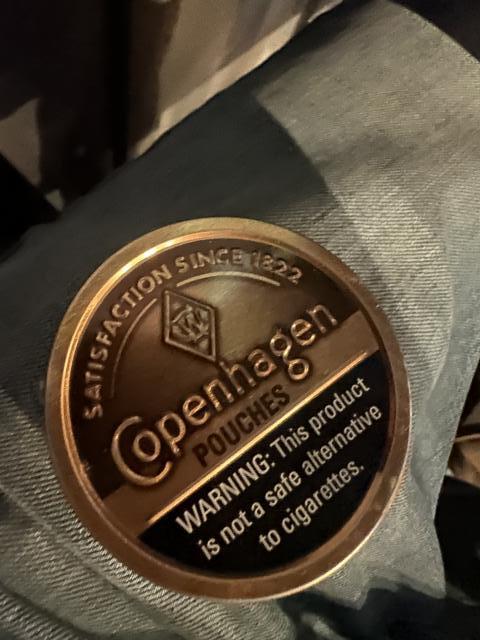 SATISFACTION SINCE 1822
Copenhagen
POUCHES
WARNING: This product
is not a safe alternative
to cigarettes.